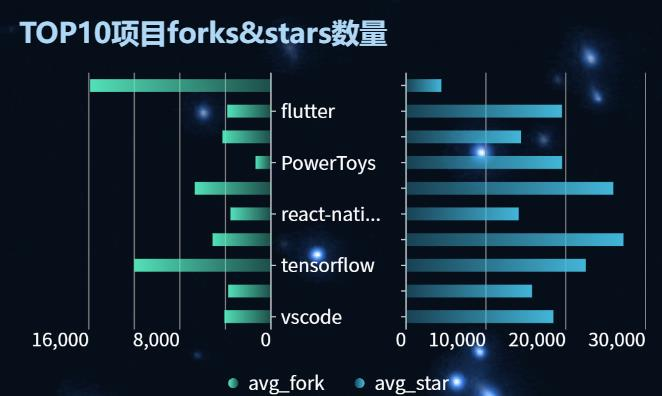 TOP10项目forks&stars数量
flutter
PowerToys
react-nati...
tensorflow
vscode
16,000 8,000 0 0 10,000 20,000 30,000
avg_fork avg_star